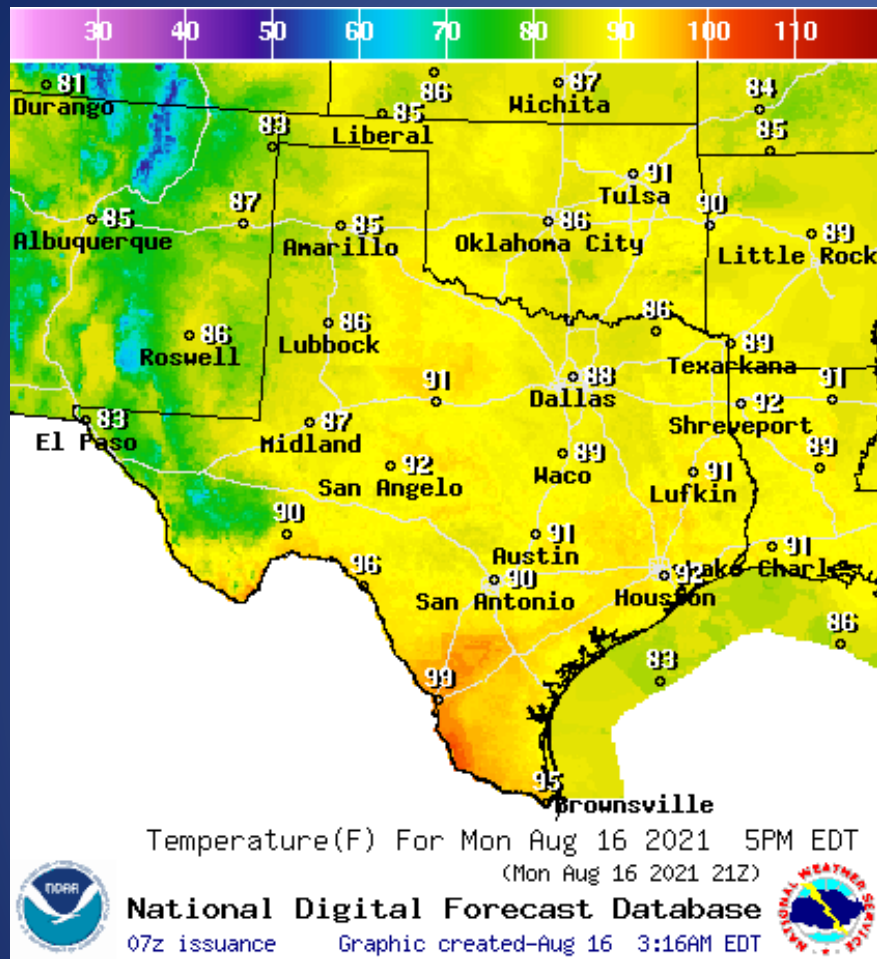 30 40 50 60 70 80 90 100 110
81
Durango
86
87
Wichita
84
85
Liberal
83
85
91
Tulsa
85
Albuquerque
87
85
Amarillo
86
Oklahoma City
90
89
Little Rock
86
Roswell
86
Lubbock
86
89
Texarkana
91
88
Dallas
92
Shreveport
91
83
El Paso
87
Midland
92
San Angelo
89
Waco
91
Lufkin
89
90
91
Austin
91
Lake Charles
96
90
San Antonio
92
Houston
86
83
99
95
Brownsville
Temperature(F) For Mon Aug 16 2021 5PM EDT
(Mon Aug 16 2021 21Z)
NOAA
National Digital Forecast Database
NATIONAL WEATHER SERVICE
07z issuance Graphic created-Aug 16 3:16AM EDT